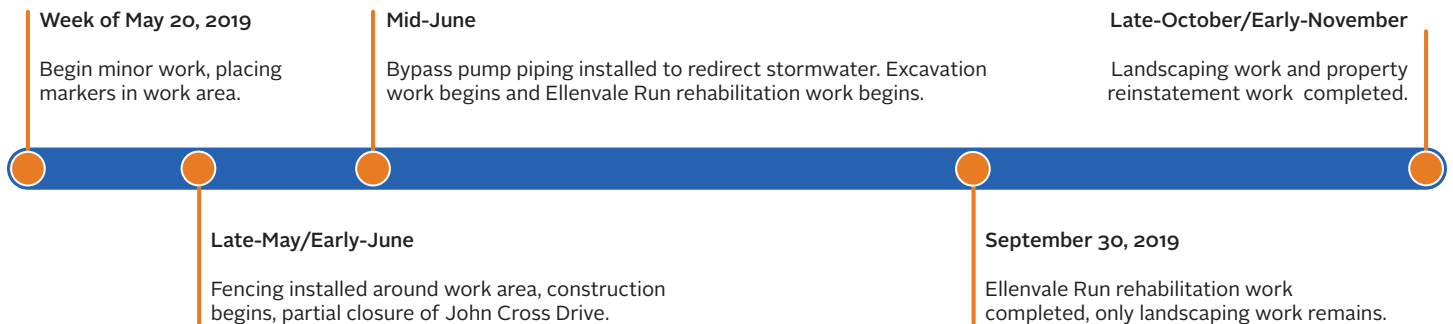 Week of May 20, 2019
Begin minor work, placing
markers in work area.
Mid-June
Bypass pump piping installed to redirect stormwater. Excavation
work begins and Ellenvale Run rehabilitation work begins.
Late-October/Early-November
Landscaping work and property
reinstatement work completed.
Late-May/Early-June
Fencing installed around work area, construction
begins, partial closure of John Cross Drive.
September 30, 2019
Ellenvale Run rehabilitation work
completed, only landscaping work remains.